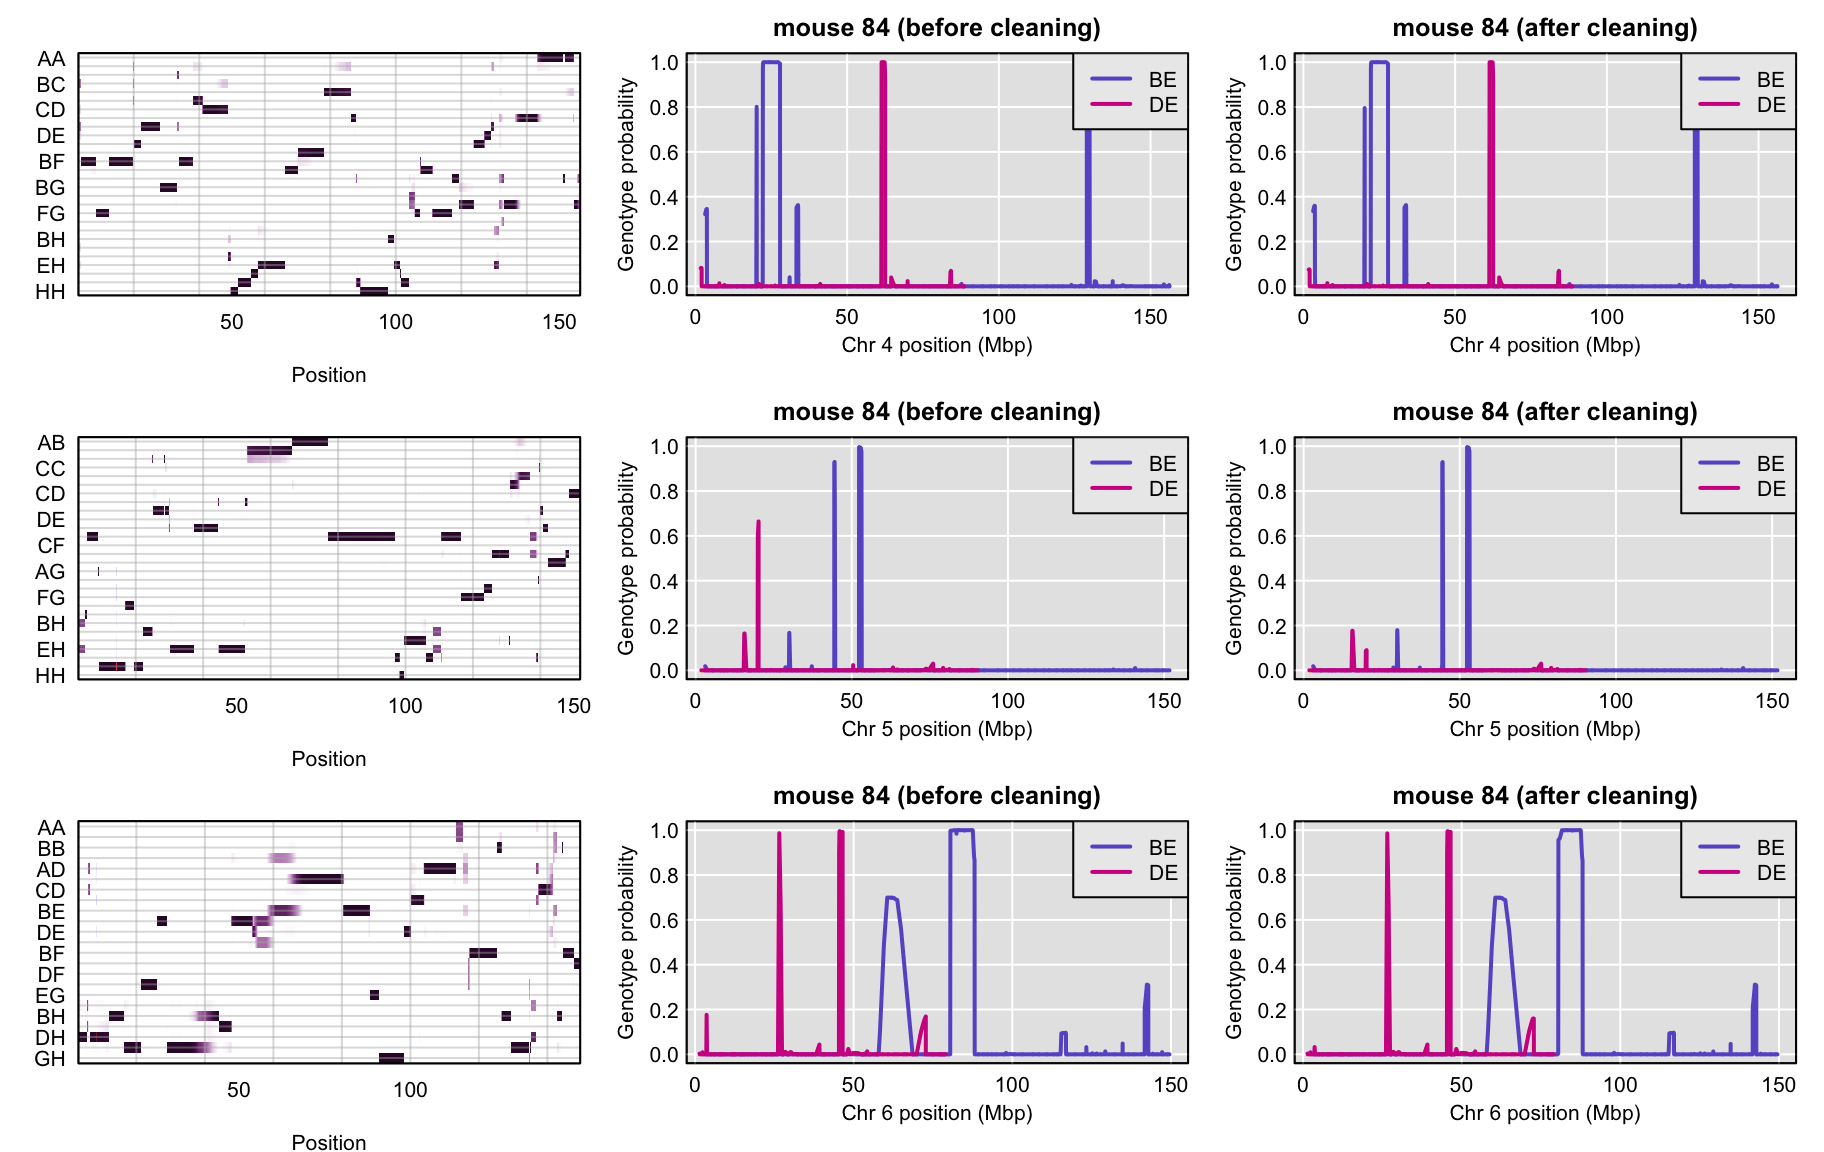 AA
BC
CD
DE
BF
BG
FG
BH
EH
HH
50
100
150
Position
mouse 84 (before cleaning)
Genotype probability
1.0
0.8
0.6
0.4
0.2
0.0
BE
DE
0
50
100
150
Chr 4 position (Mbp)
mouse 84 (after cleaning)
Genotype probability
1.0
0.8
0.6
0.4
0.2
0.0
BE
DE
0
50
100
150
Chr 4 position (Mbp)
AB
CC
CD
DE
CF
AG
FG
BH
EH
HH
50
100
150
Position
mouse 84 (before cleaning)
Genotype probability
1.0
0.8
0.6
0.4
0.2
0.0
BE
DE
0
50
100
150
Chr 5 position (Mbp)
mouse 84 (after cleaning)
Genotype probability
1.0
0.8
0.6
0.4
0.2
0.0
BE
DE
0
50
100
150
Chr 5 position (Mbp)
AA
BB
AD
CD
BE
DE
BF
DF
EG
BH
DH
GH
50
100
Position
mouse 84 (before cleaning)
Genotype probability
1.0
0.8
0.6
0.4
0.2
0.0
BE
DE
0
50
100
150
Chr 6 position (Mbp)
mouse 84 (after cleaning)
Genotype probability
1.0
0.8
0.6
0.4
0.2
0.0
BE
DE
0
50
100
150
Chr 6 position (Mbp)